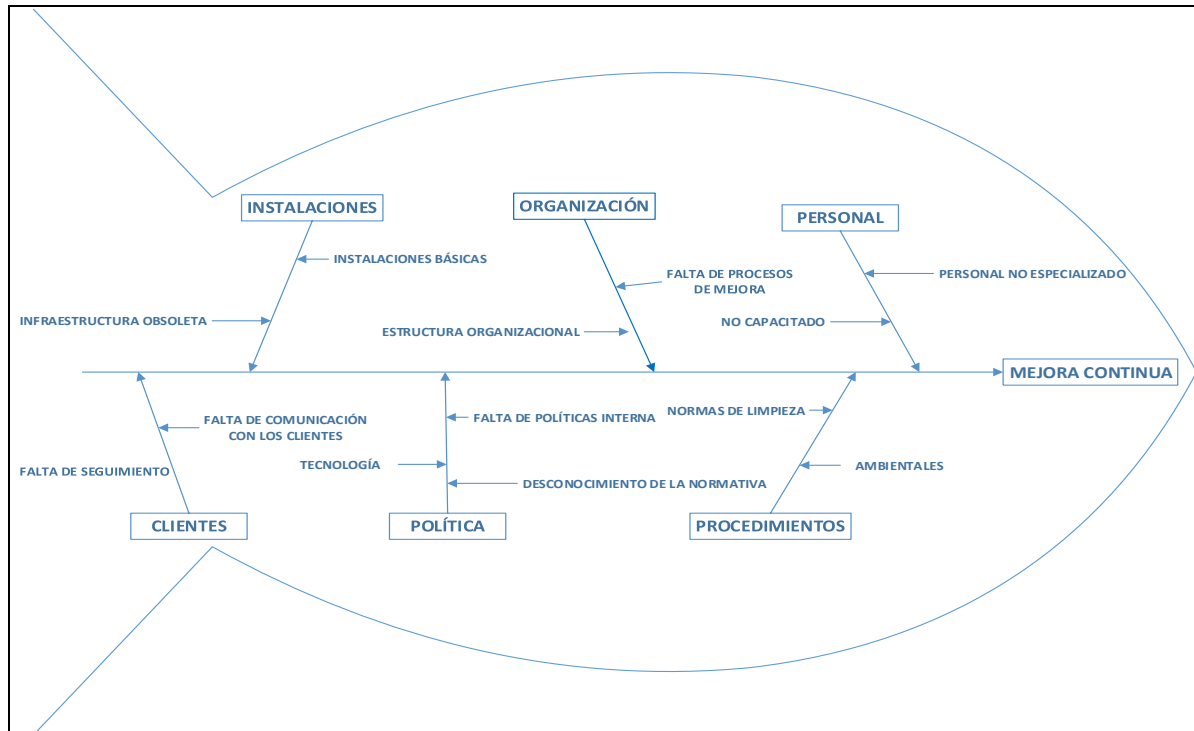 INSTALACIONES
ORGANIZACIÓN
PERSONAL
INSTALACIONES BÁSICAS
FALTA DE PROCESOS
DE MEJORA
PERSONAL NO ESPECIALIZADO
INFRAESTRUCTURA OBSOLETA
ESTRUCTURA ORGANIZACIONAL
NO CAPACITADO
MEJORA CONTINUA
FALTA DE COMUNICACIÓN
CON LOS CLIENTES
FALTA DE POLÍTICAS INTERNA
NORMAS DE LIMPIEZA
FALTA DE SEGUIMIENTO
TECNOLOGÍA
AMBIENTALES
DESCONOCIMIENTO DE LA NORMATIVA
CLIENTES
POLÍTICA
PROCEDIMIENTOS